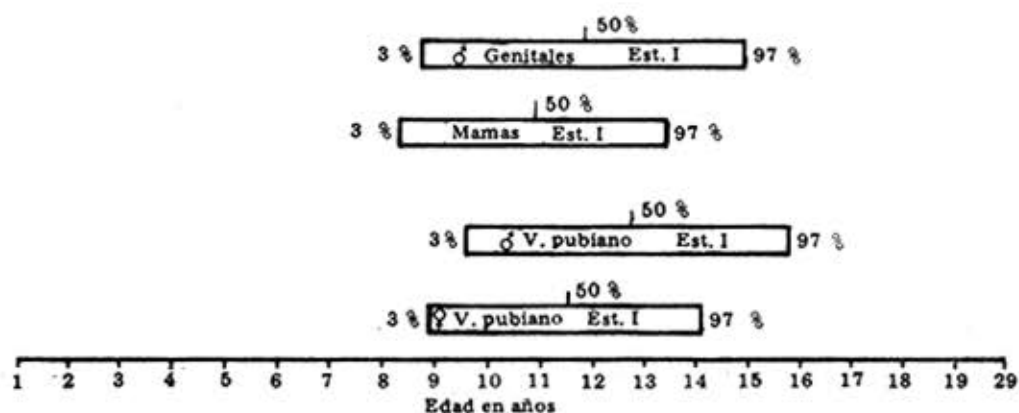 50 %
3 % ♂ Genitales Est. I 97 %
50 %
3 % Mamas Est. I 97 %
50 %
3 % ♂ V. pubiano Est. I 97 %
50 %
3 % ♀ V. pubiano Est. I 97 %
1 2 3 4 5 6 7 8 9 10 11 12 13 14 15 16 17 18 19 29
Edad en años